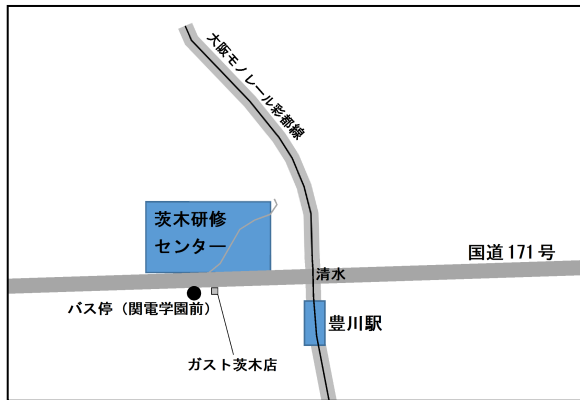 大阪モノレール彩都線
茨木研修
センター
国道171号
清水
バス停（関電学園前）
豊川駅
ガスト茨木店